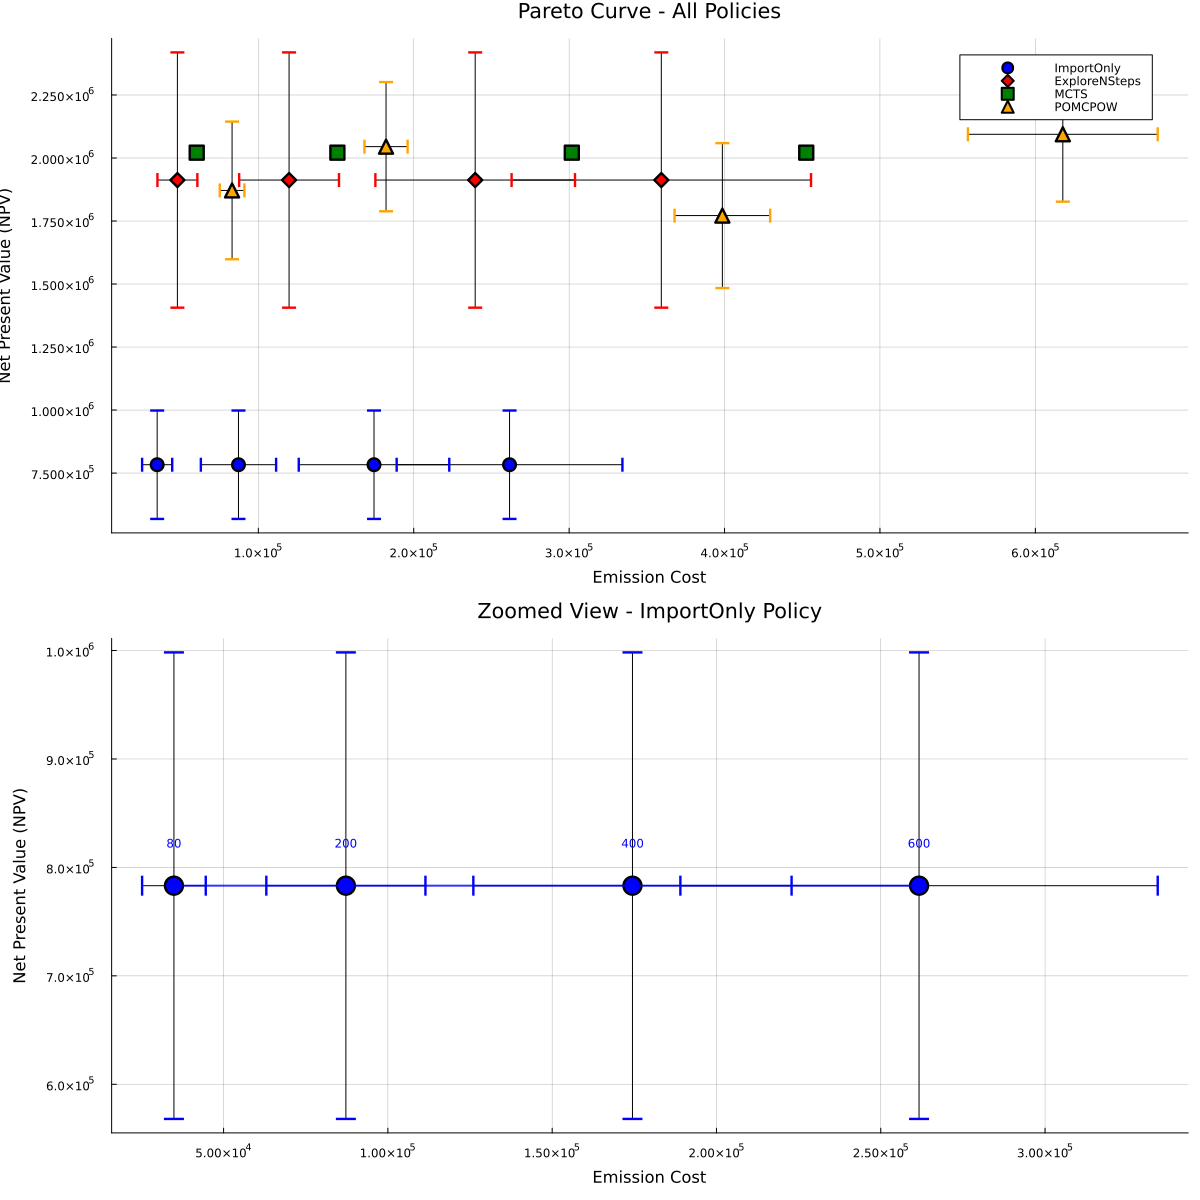 Pareto Curve - All Policies
Net Present Value (NPV)
2.250×10⁶
2.000×10⁶
1.750×10⁶
1.500×10⁶
1.250×10⁶
1.000×10⁶
7.500×10⁵
ImportOnly
ExploreNSteps
MCTS
POMCPOW
1.0×10⁵ 2.0×10⁵ 3.0×10⁵ 4.0×10⁵ 5.0×10⁵ 6.0×10⁵
Emission Cost
Zoomed View - ImportOnly Policy
Net Present Value (NPV)
1.0×10⁶
9.0×10⁵
8.0×10⁵
7.0×10⁵
6.0×10⁵
80 200 400 600
5.00×10⁴ 1.00×10⁵ 1.50×10⁵ 2.00×10⁵ 2.50×10⁵ 3.00×10⁵
Emission Cost